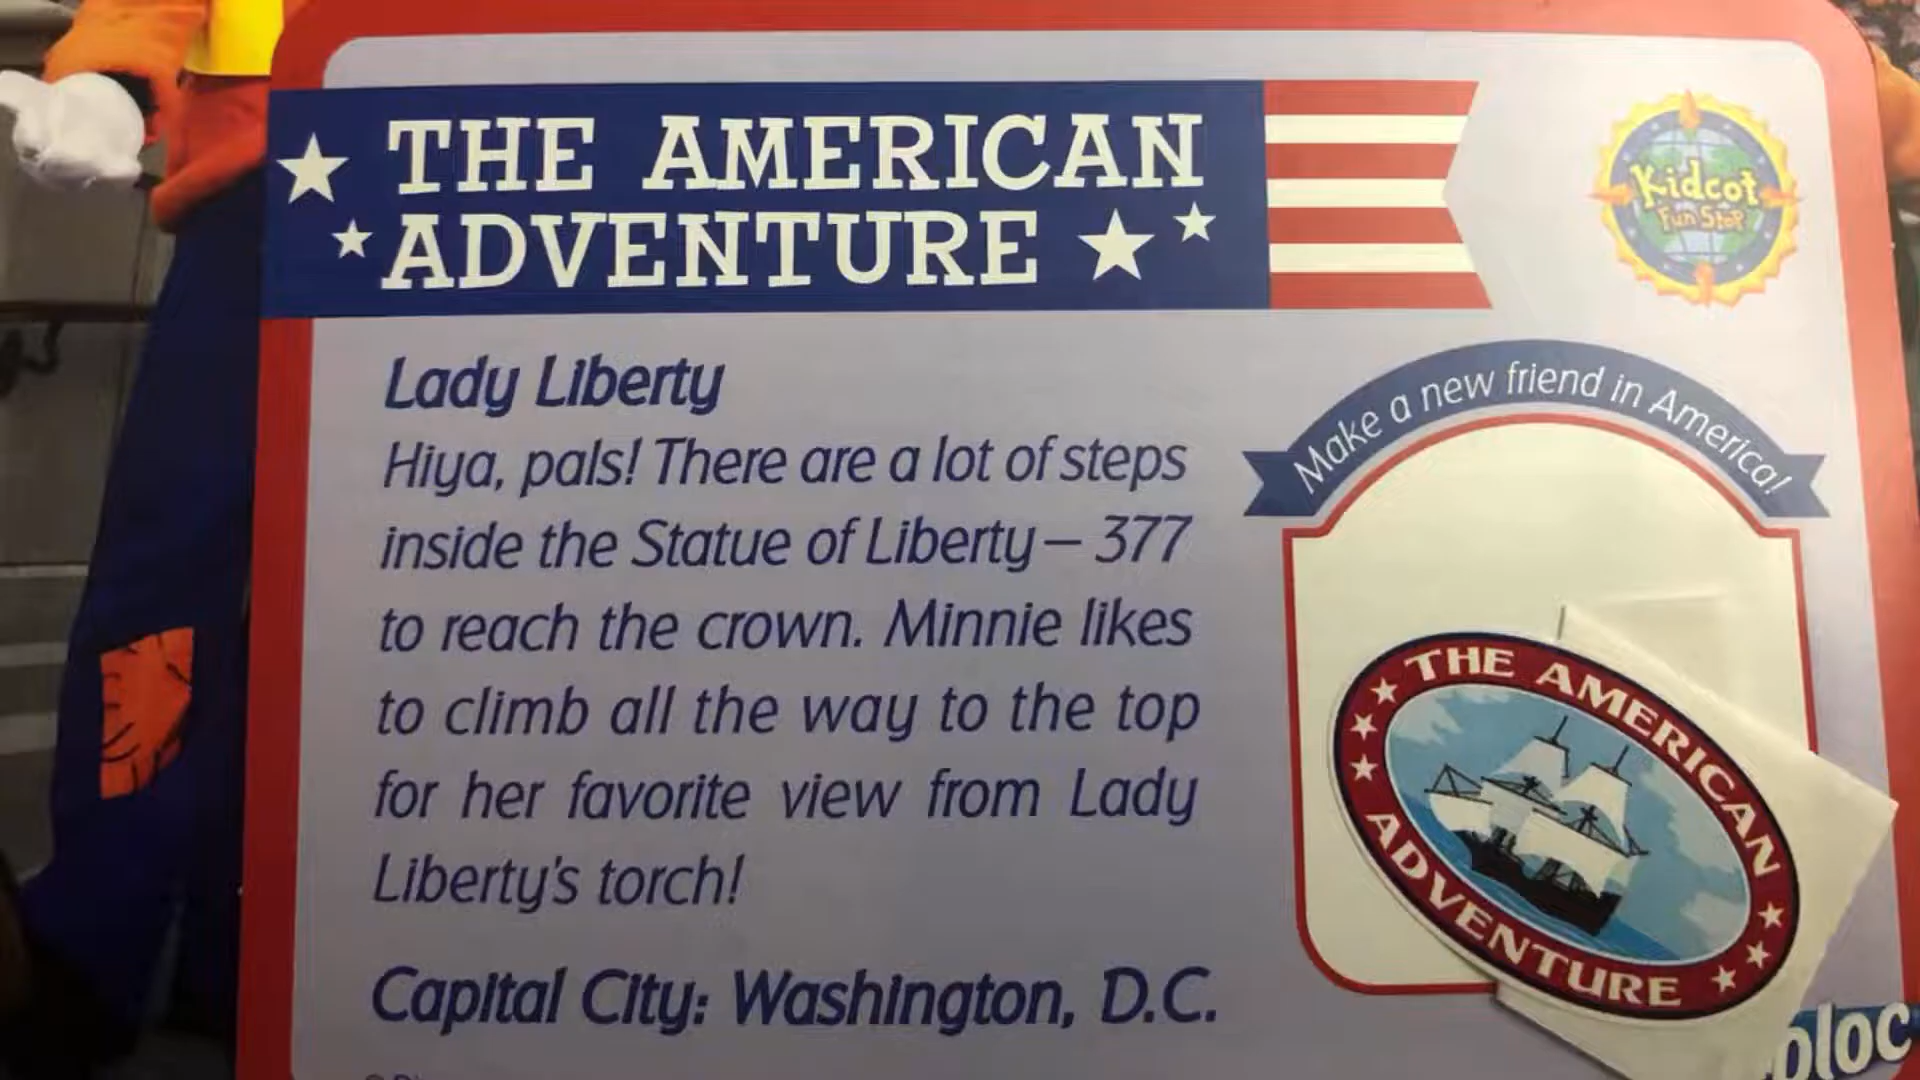 THE AMERICAN
ADVENTURE
Kidcot
Fun Stop
Make a new friend in America!
Lady Liberty
Hiya, pals! There are a lot of steps
inside the Statue of Liberty – 377
to reach the crown. Minnie likes
to climb all the way to the top
for her favorite view from Lady
Liberty's torch!
Capital City: Washington, D.C.
THE AMERICAN
ADVENTURE